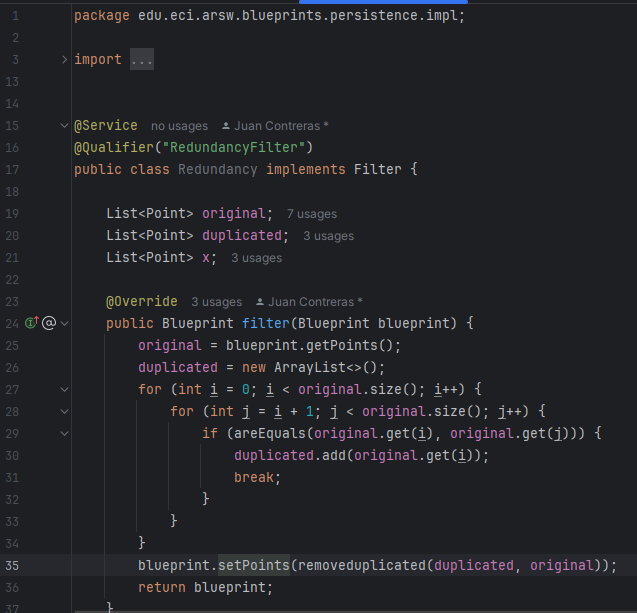 1 package edu.eci.arsw.blueprints.persistence.impl;
2
3 import ...
13
14
15 @Service no usages Juan Contreras *
16 @Qualifier("RedundancyFilter")
17 public class Redundancy implements Filter {
18
19 List<Point> original; 7 usages
20 List<Point> duplicated; 3 usages
21 List<Point> x; 3 usages
22
23 @Override 3 usages Juan Contreras *
24 public Blueprint filter(Blueprint blueprint) {
25 original = blueprint.getPoints();
26 duplicated = new ArrayList<>();
27 for (int i = 0; i < original.size(); i++) {
28 for (int j = i + 1; j < original.size(); j++) {
29 if (areEquals(original.get(i), original.get(j))) {
30 duplicated.add(original.get(i));
31 break;
32 }
33 }
34 }
35 blueprint.setPoints(removeduplicated(duplicated, original));
36 return blueprint;
37 }